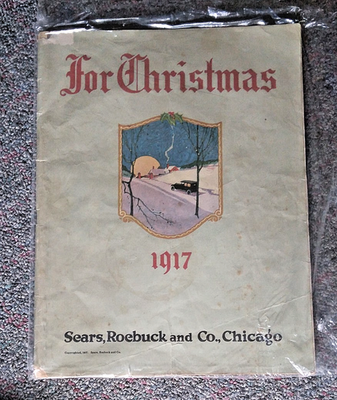 For Christmas
1917
Sears, Roebuck and Co., Chicago